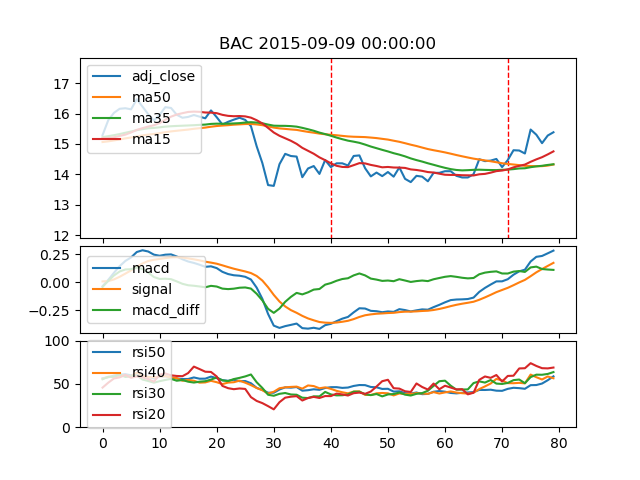 BAC 2015-09-09 00:00:00
adj_close
ma50
ma35
ma15
17
16
15
14
13
12
macd
signal
macd_diff
0.25
0.00
−0.25
rsi50
rsi40
rsi30
rsi20
100
50
0
0 10 20 30 40 50 60 70 80